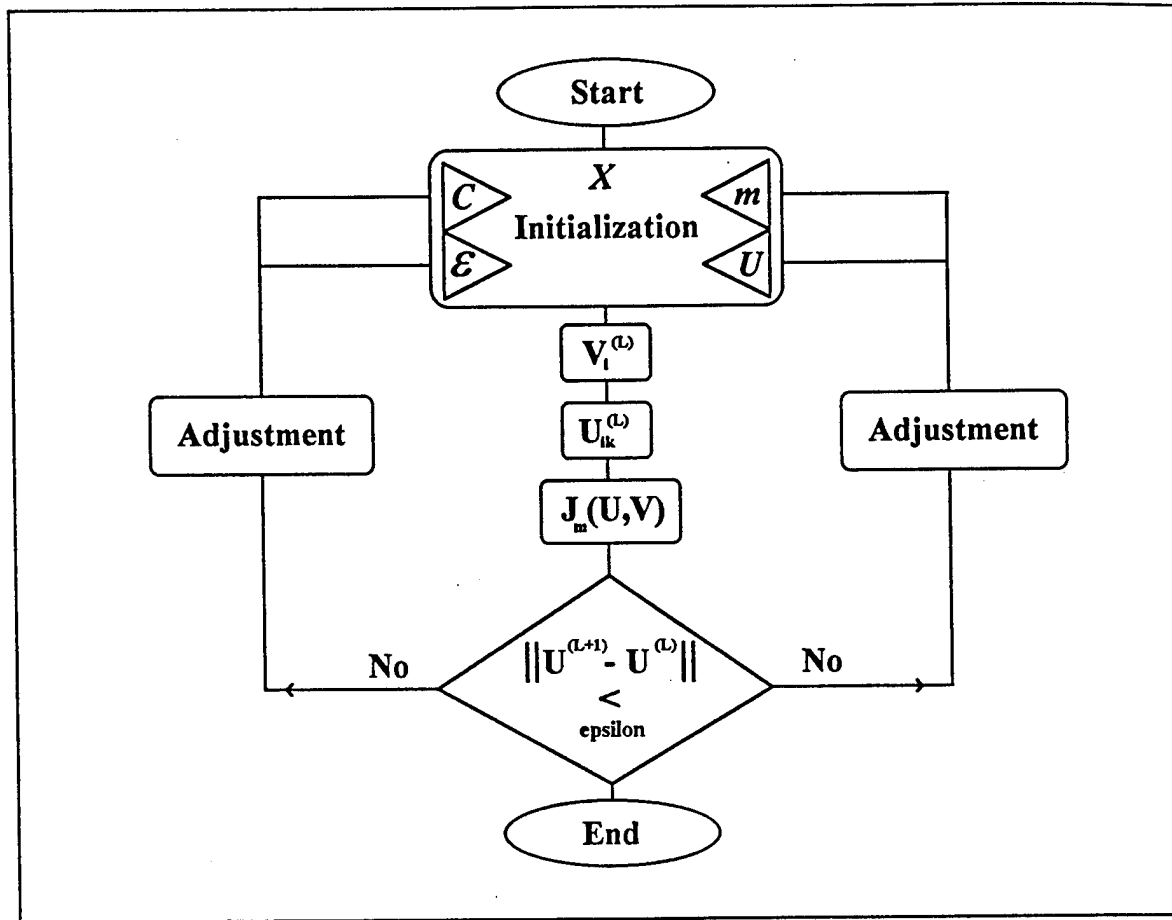 Start
X
C
m
Initialization
ℰ
U
V_i^(L)
Adjustment
U_ik^(L)
Adjustment
J_m(U,V)
No
||U^(L+1) - U^(L)||
No
<
epsilon
End